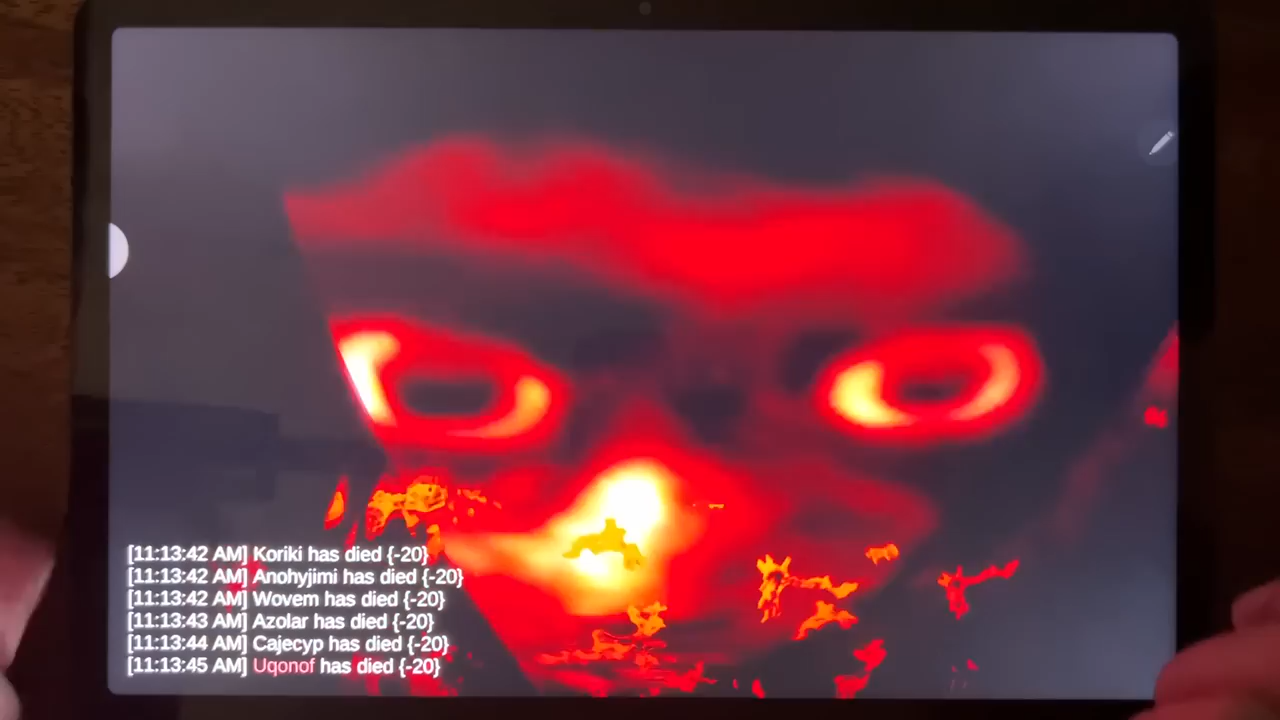 [11:13:42 AM] Koriki has died {-20}
[11:13:42 AM] Anohyjimi has died {-20}
[11:13:42 AM] Wovem has died {-20}
[11:13:43 AM] Azolar has died {-20}
[11:13:44 AM] Cajecyp has died {-20}
[11:13:45 AM] Uqonof has died {-20}